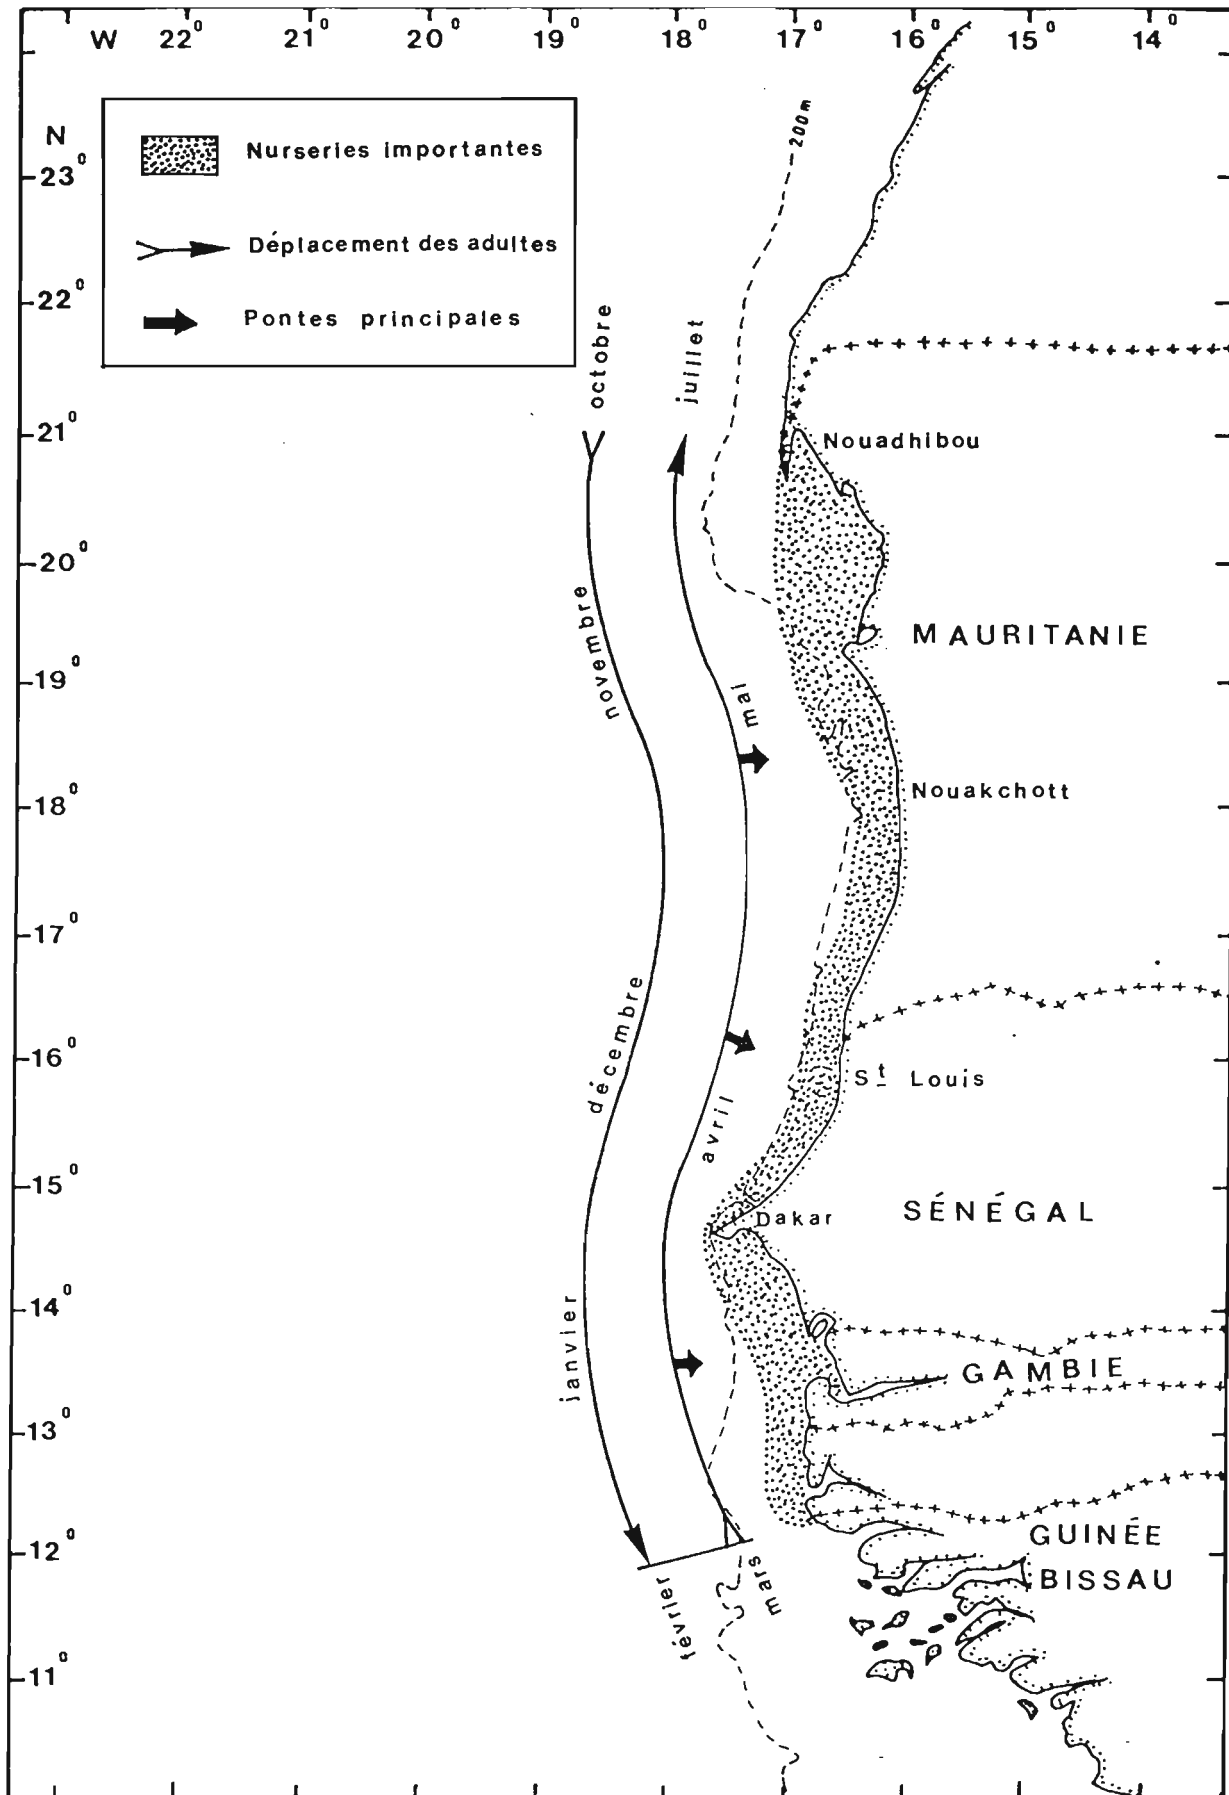 W 22° 21° 20° 19° 18° 17° 16° 15° 14°
N
23°
22°
21°
20°
19°
18°
17°
16°
15°
14°
13°
12°
11°
Nurseries importantes
Déplacement des adultes
Pontes principales
200m
octobre
juillet
novembre
mai
décembre
avril
janvier
février
mars
Nouadhibou
MAURITANIE
Nouakchott
St Louis
Dakar
SÉNÉGAL
GAMBIE
GUINÉE
BISSAU